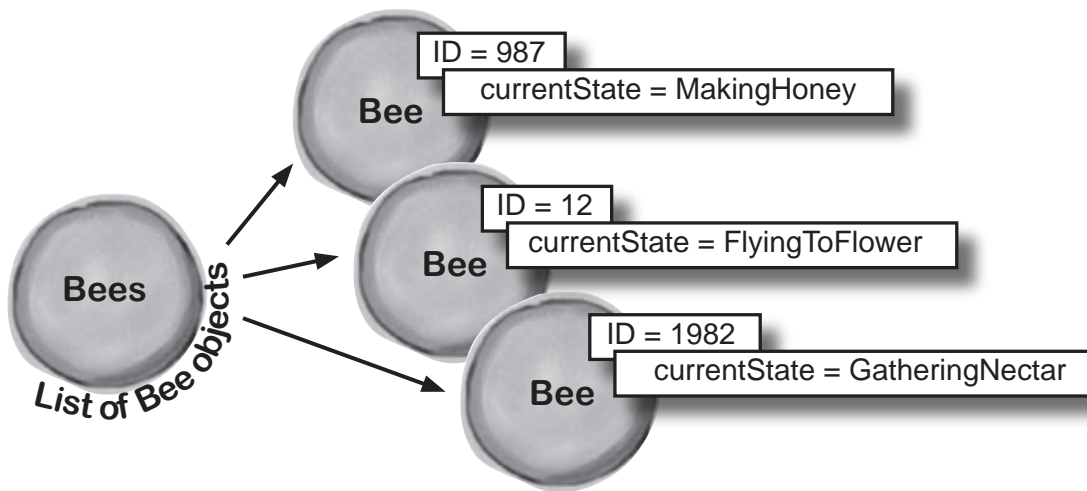 ID = 987
currentState = MakingHoney
Bee
ID = 12
currentState = FlyingToFlower
Bee
Bees
List of Bee objects
ID = 1982
currentState = GatheringNectar
Bee